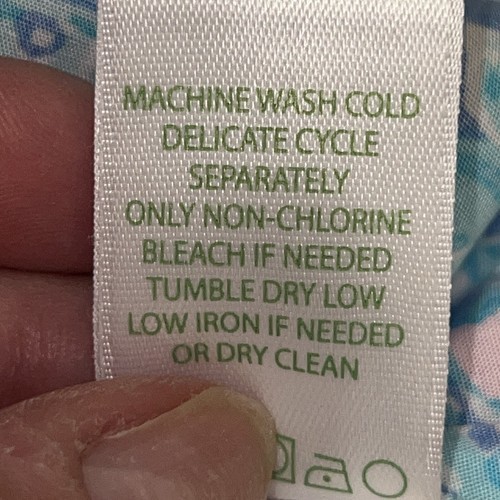 MACHINE WASH COLD
DELICATE CYCLE
SEPARATELY
ONLY NON-CHLORINE
BLEACH IF NEEDED
TUMBLE DRY LOW
LOW IRON IF NEEDED
OR DRY CLEAN